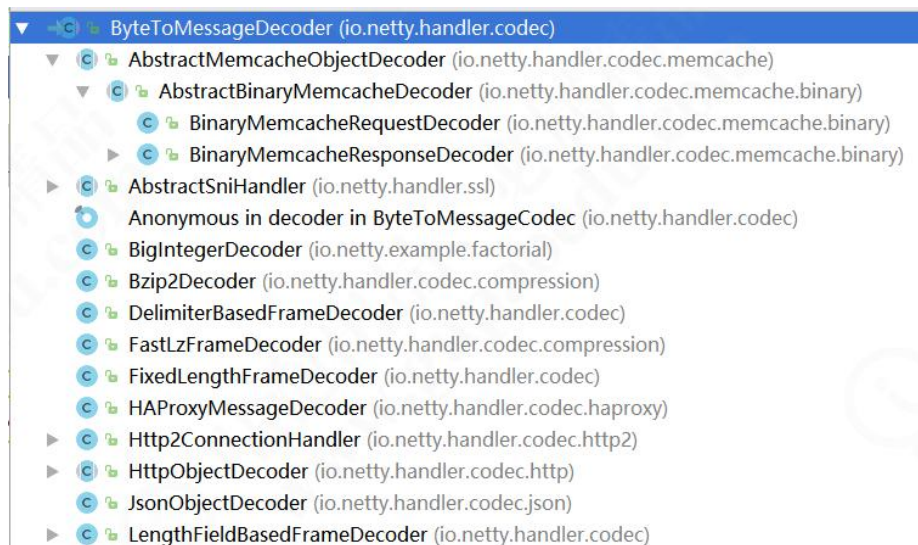 ByteToMessageDecoder (io.netty.handler.codec)
AbstractMemcacheObjectDecoder (io.netty.handler.codec.memcache)
AbstractBinaryMemcacheDecoder (io.netty.handler.codec.memcache.binary)
BinaryMemcacheRequestDecoder (io.netty.handler.codec.memcache.binary)
BinaryMemcacheResponseDecoder (io.netty.handler.codec.memcache.binary)
AbstractSniHandler (io.netty.handler.ssl)
Anonymous in decoder in ByteToMessageCodec (io.netty.handler.codec)
BigIntegerDecoder (io.netty.example.factorial)
Bzip2Decoder (io.netty.handler.codec.compression)
DelimiterBasedFrameDecoder (io.netty.handler.codec)
FastLzFrameDecoder (io.netty.handler.codec.compression)
FixedLengthFrameDecoder (io.netty.handler.codec)
HAProxyMessageDecoder (io.netty.handler.codec.haproxy)
Http2ConnectionHandler (io.netty.handler.codec.http2)
HttpObjectDecoder (io.netty.handler.codec.http)
JsonObjectDecoder (io.netty.handler.codec.json)
LengthFieldBasedFrameDecoder (io.netty.handler.codec)